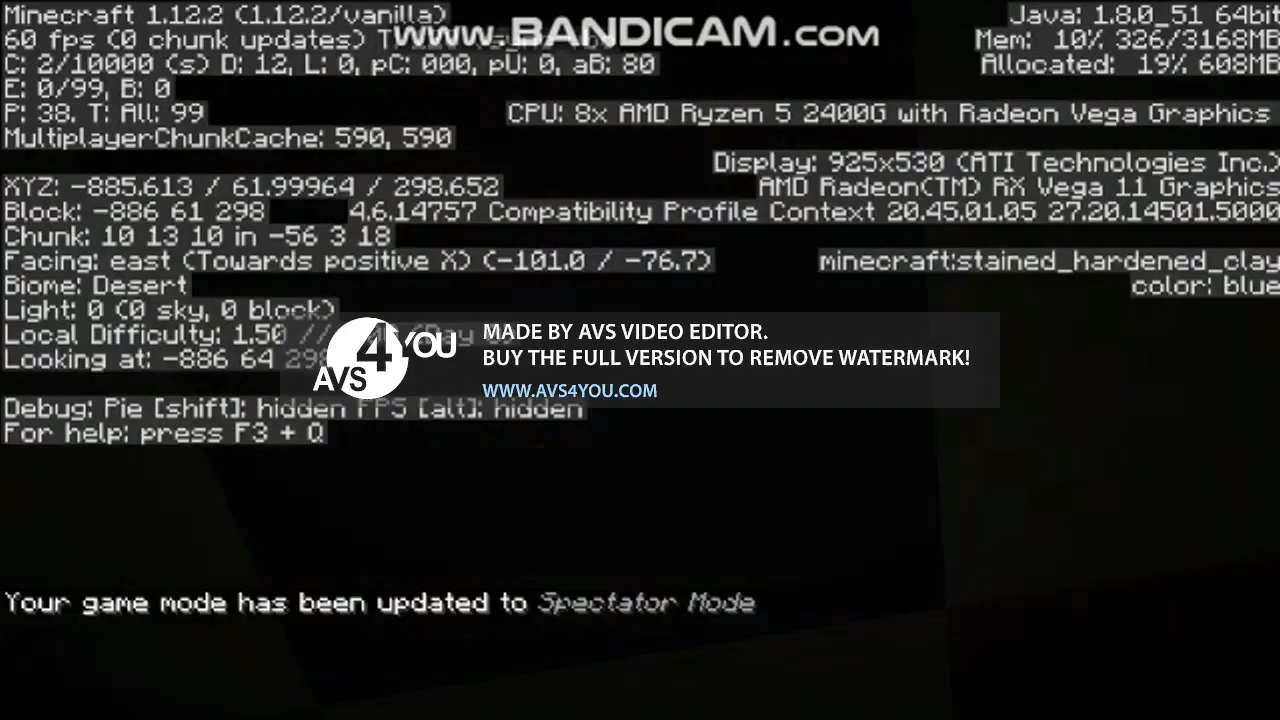 Minecraft 1.12.2 (1.12.2/vanilla)
60 fps (0 chunk updates)
C: 2/10000 (s) D: 12, L: 0, pC: 000, pU: 0, aB: 80
E: 0/99, B: 0
P: 38. T: All: 99
MultiplayerChunkCache: 590, 590
XYZ: -885.613 / 61.99964 / 298.652
Block: -886 61 298
Chunk: 10 13 10 in -56 3 18
Facing: east (Towards positive X) (-101.0 / -76.7)
Biome: Desert
Light: 0 (0 sky, 0 block)
Local Difficulty: 1.50 //
Looking at: -886 64
Debug: Pie [shift]: hidden FPS [alt]: hidden
For help: press F3 + Q
www.BANDICAM.com
Java: 1.8.0_51 64bit
Mem: 10% 326/3168MB
Allocated: 19% 608MB
CPU: 8x AMD Ryzen 5 2400G with Radeon Vega Graphics
Display: 925x530 (ATI Technologies Inc.)
AMD Radeon(TM) RX Vega 11 Graphics
4.6.14757 Compatibility Profile Context 20.45.01.05 27.20.14501.5000
minecraft:stained_hardened_clay
color: blue
AVS4YOU
MADE BY AVS VIDEO EDITOR.
BUY THE FULL VERSION TO REMOVE WATERMARK!
WWW.AVS4YOU.COM
Your game mode has been updated to Spectator Mode